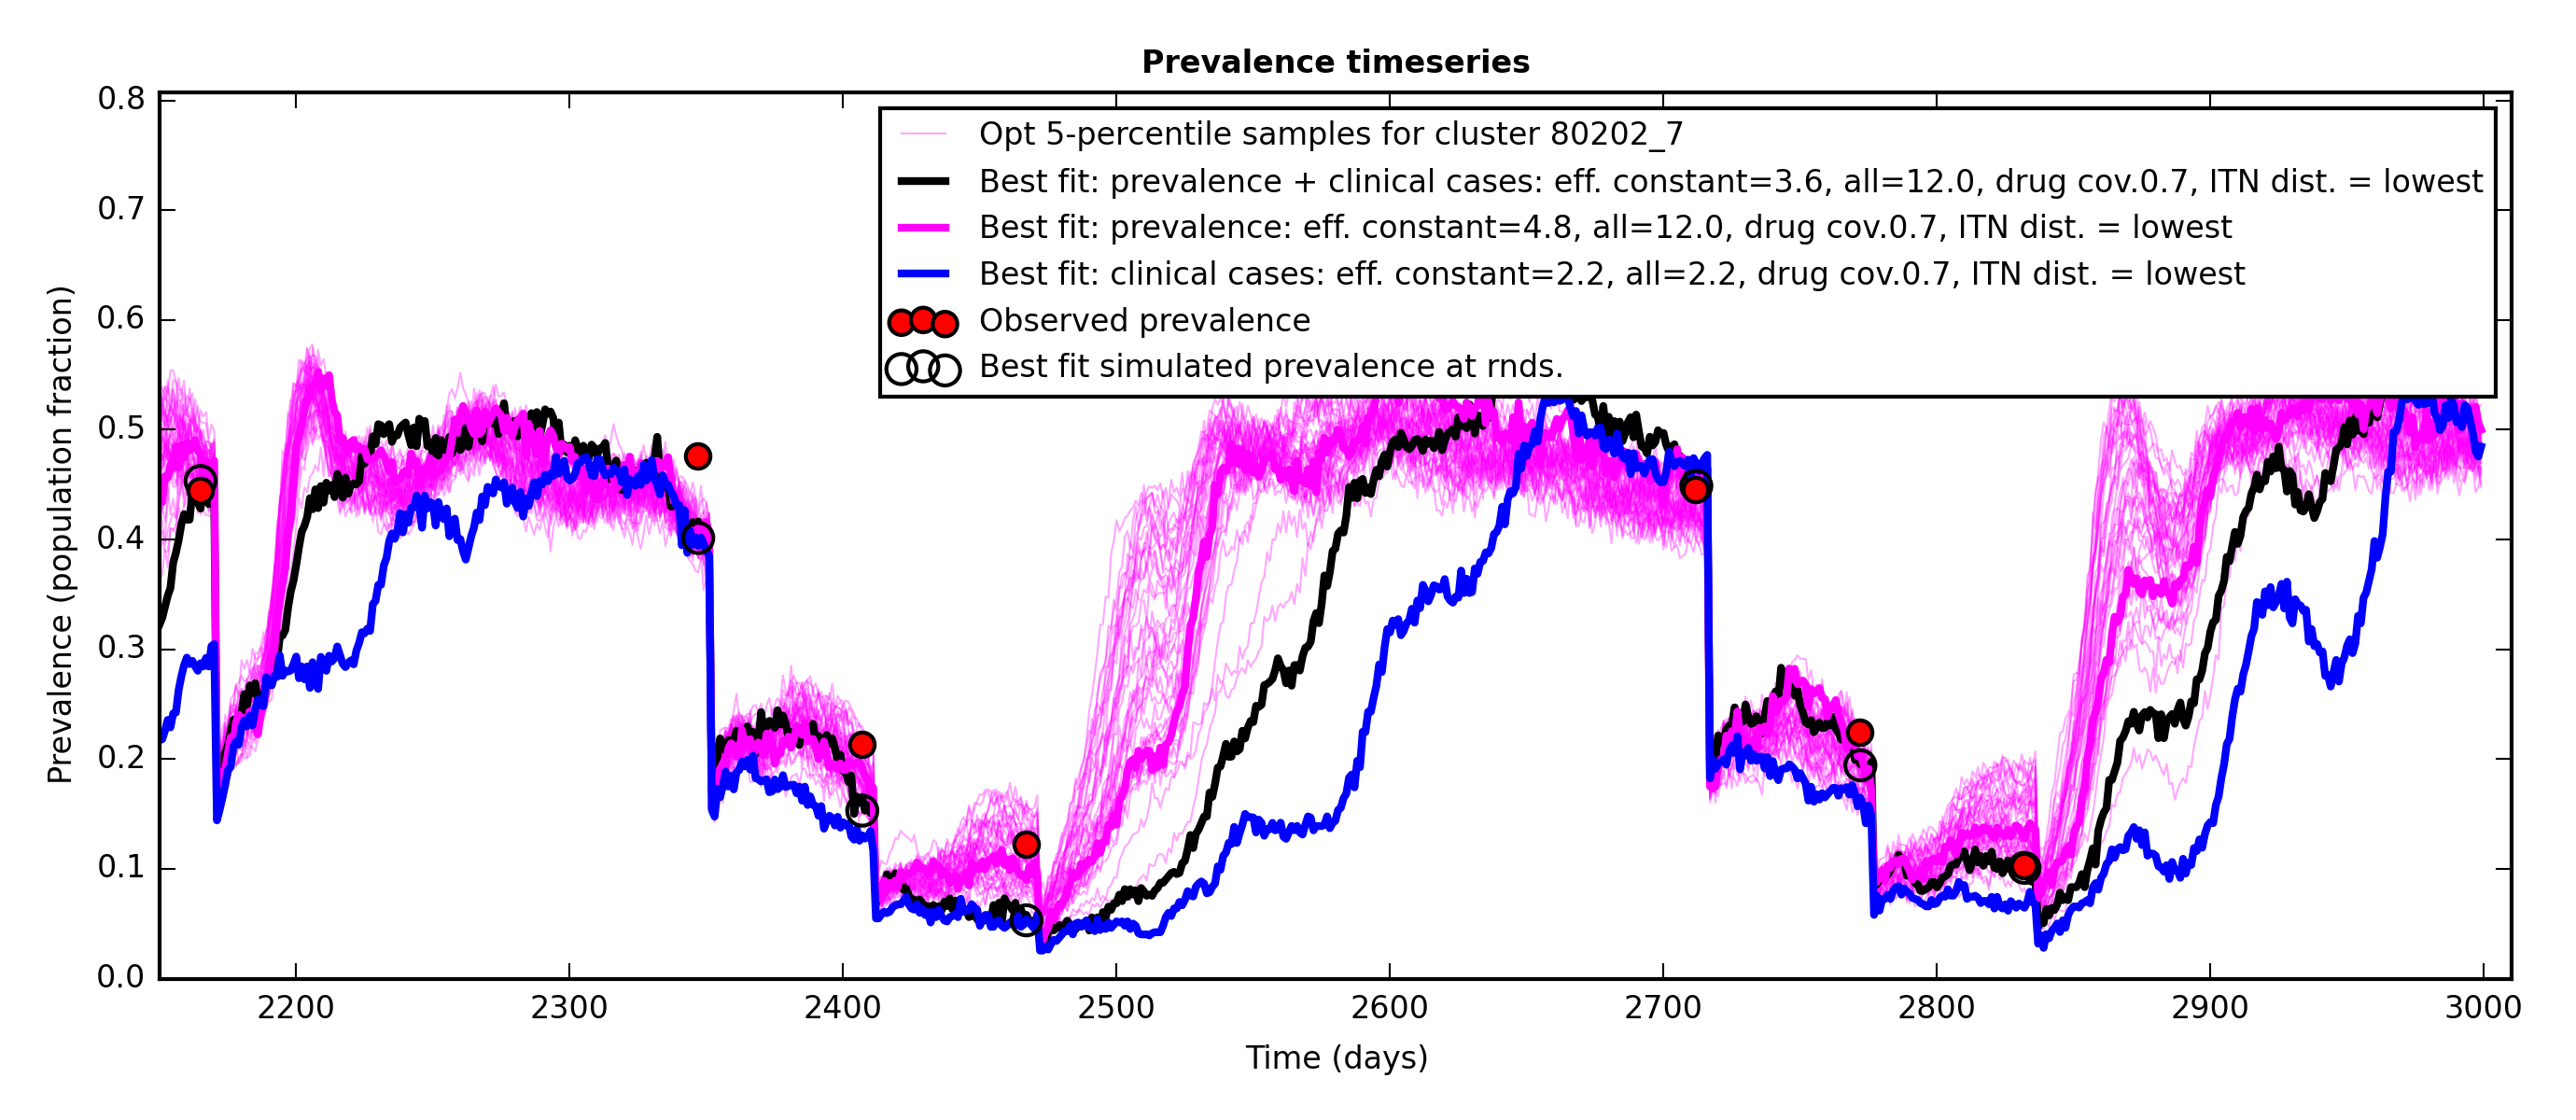 Prevalence timeseries
Opt 5-percentile samples for cluster 80202_7
Best fit: prevalence + clinical cases: eff. constant=3.6, all=12.0, drug cov.0.7, ITN dist. = lowest
Best fit: prevalence: eff. constant=4.8, all=12.0, drug cov.0.7, ITN dist. = lowest
Best fit: clinical cases: eff. constant=2.2, all=2.2, drug cov.0.7, ITN dist. = lowest
Observed prevalence
Best fit simulated prevalence at rnds.
Prevalence (population fraction)
0.8
0.7
0.6
0.5
0.4
0.3
0.2
0.1
0.0
2200 2300 2400 2500 2600 2700 2800 2900 3000
Time (days)